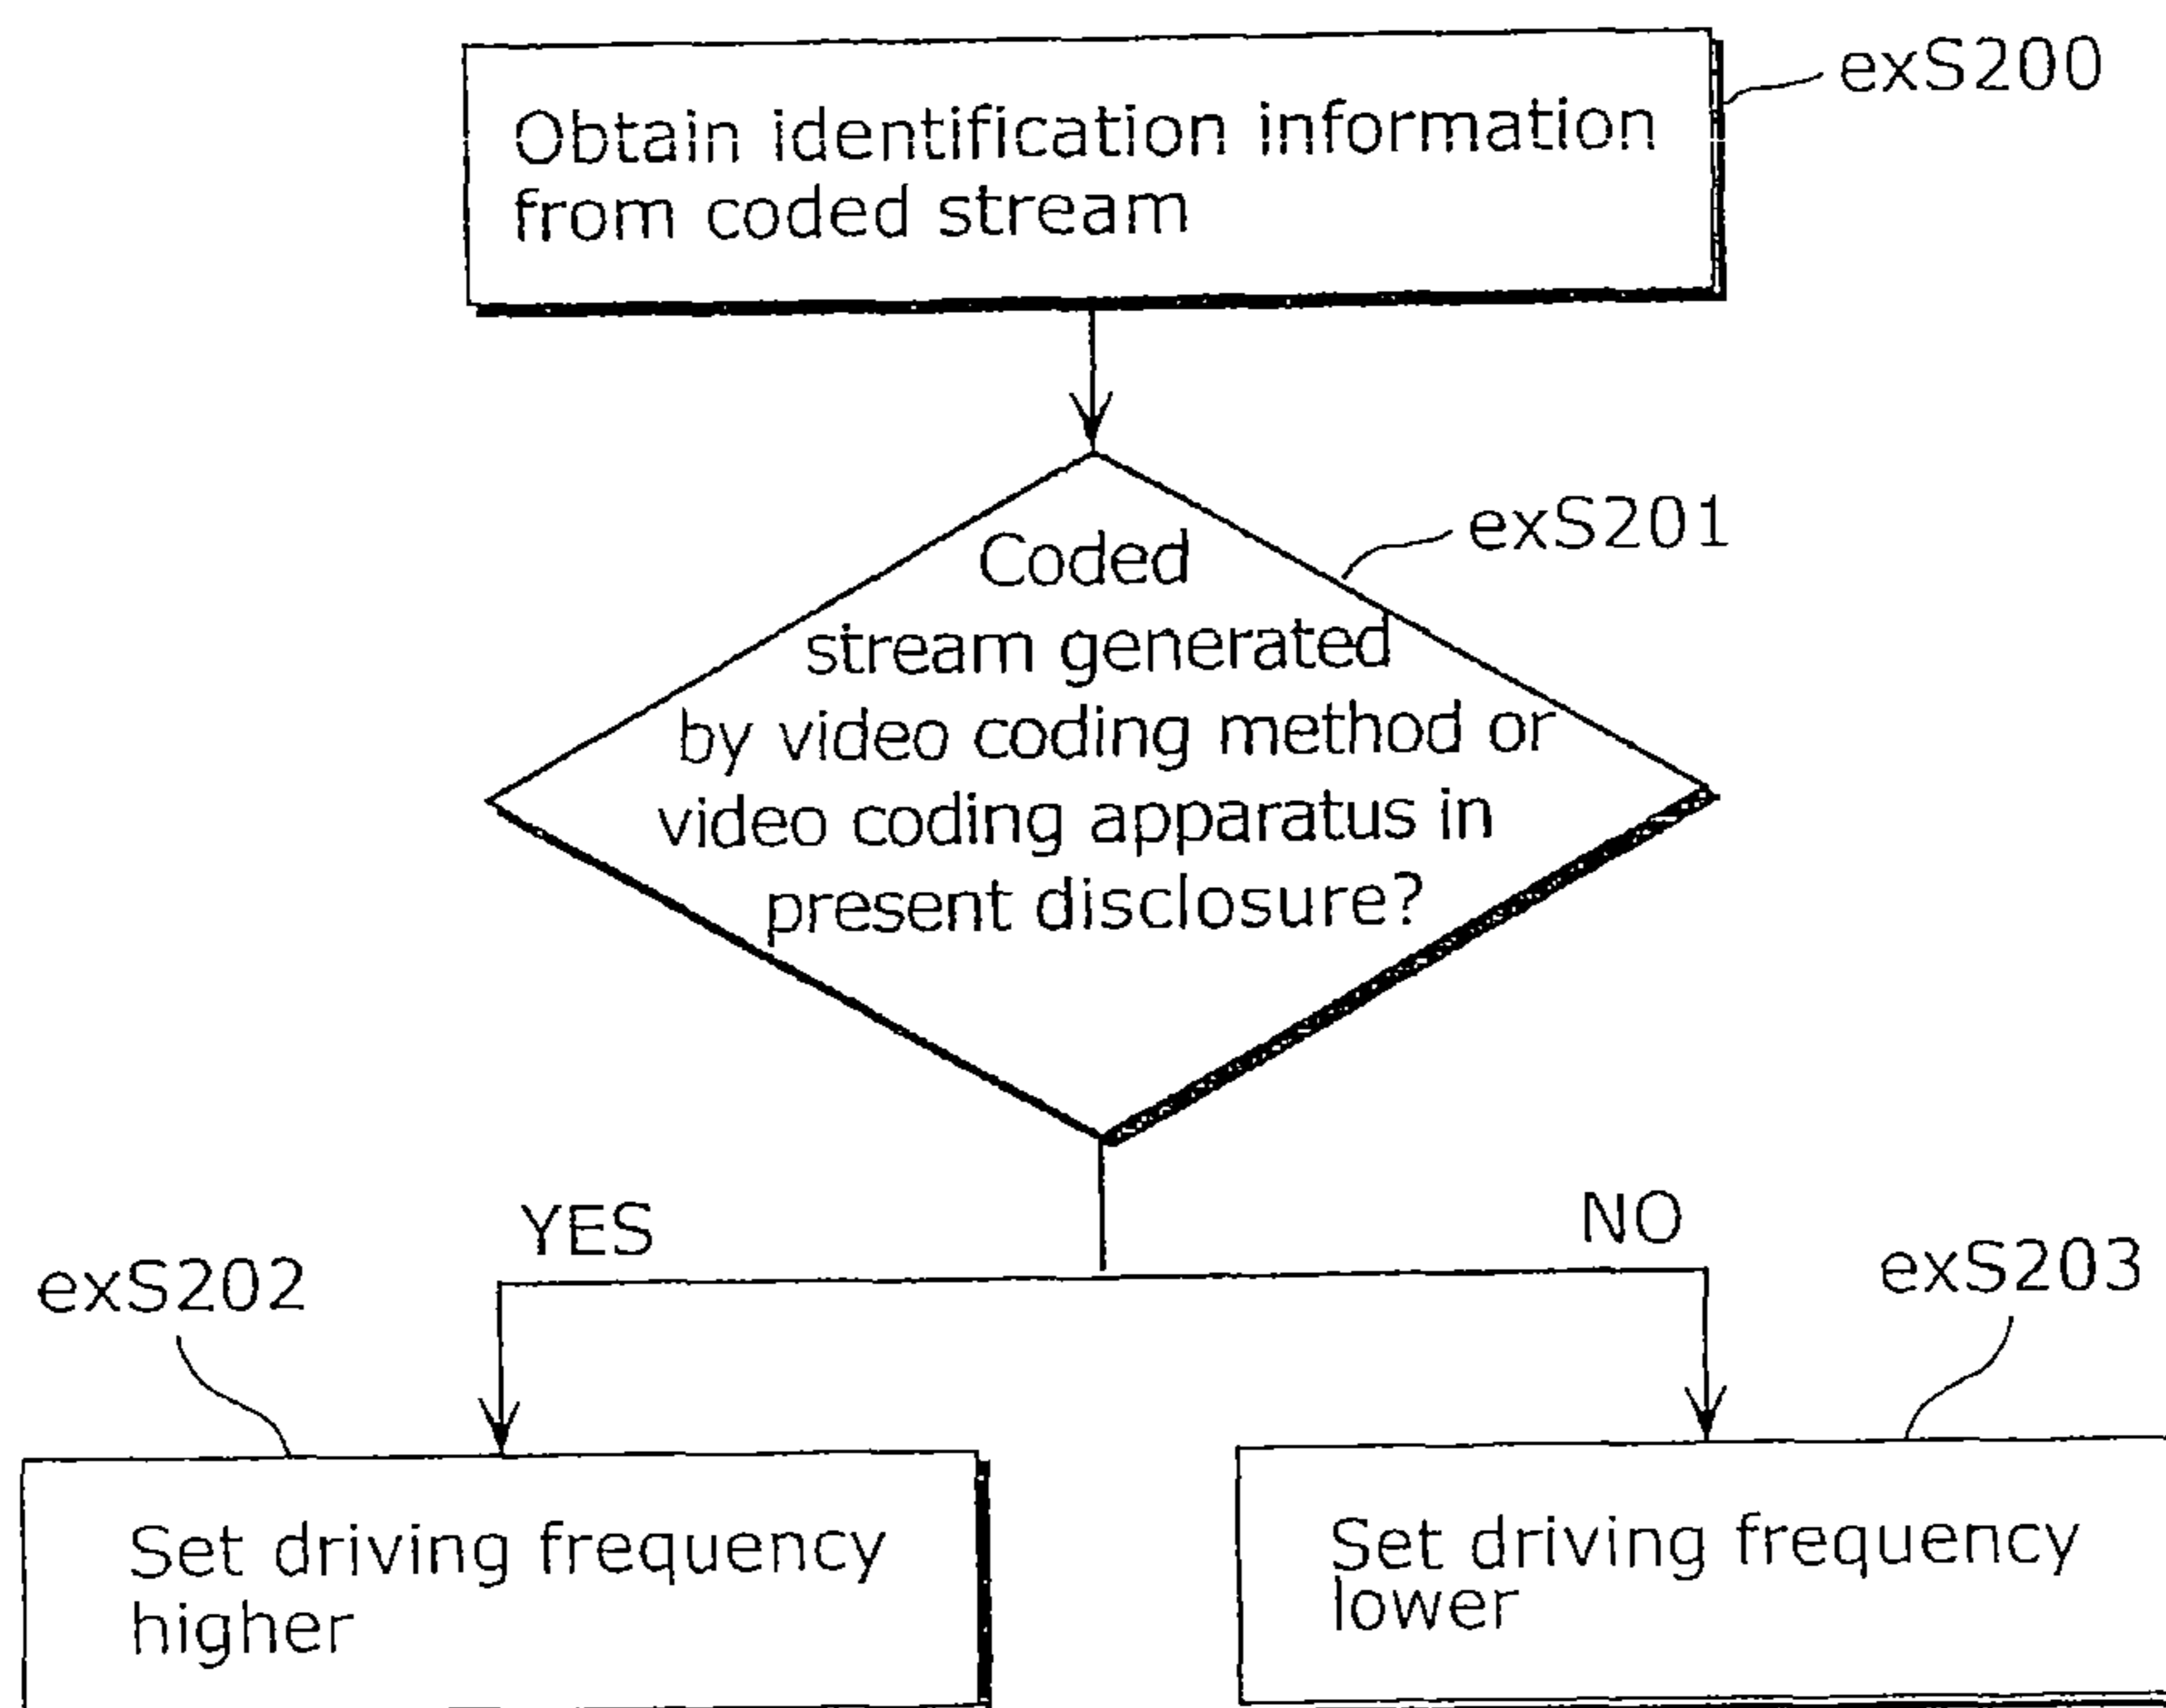 exS200
Obtain identification information
from coded stream
exS201
Coded
stream generated
by video coding method or
video coding apparatus in
present disclosure?
YES
NO
exS202
exS203
Set driving frequency
higher
Set driving frequency
lower